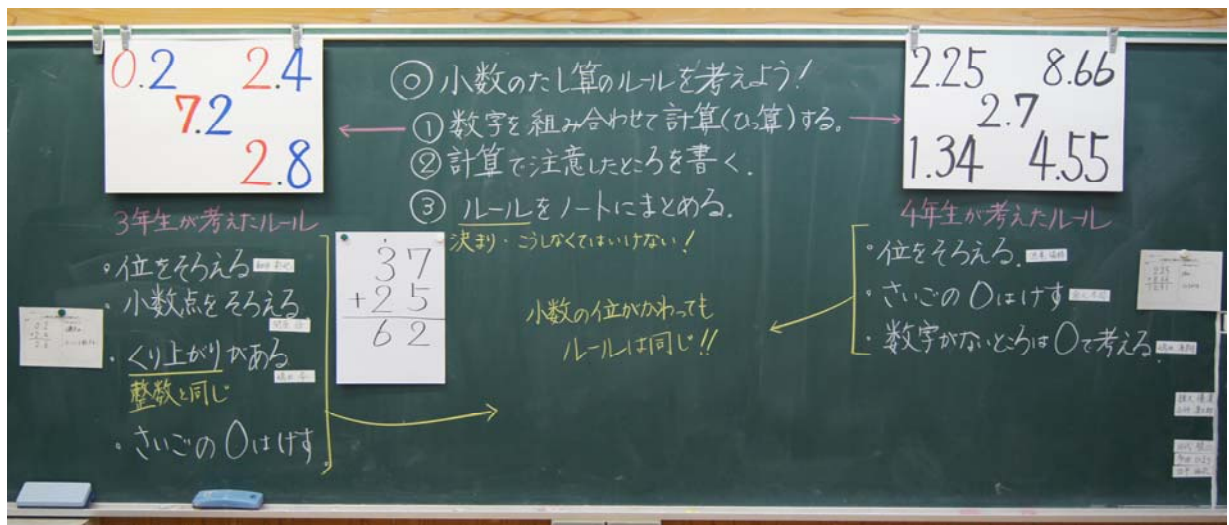 0.2 2.4
7.2
2.8
◎ 小数のたし算のルールを考えよう!
① 数字を組み合わせて計算(ひっ算)する。
② 計算で注意したところを書く.
③ ルールをノートにまとめる.
決まり・こうしなくてはいけない!
2.25 8.66
2.7
1.34 4.55
3年生が考えたルール
・位をそろえる
・小数点をそろえる
・くり上がりがある
整数と同じ
・さいごの0はけす.
37
+25
62
小数の位がかわっても
ルールは同じ!!
4年生が考えたルール
・位をそろえる.
・さいごの0はけす
・数字がないところは0で考える.